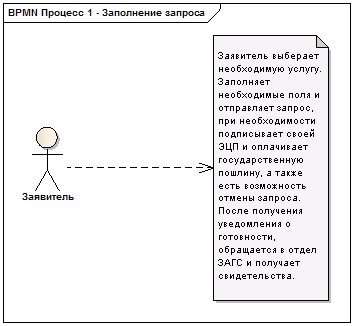 BPMN Процесс 1 - Заполнение запроса
Заявитель выберает
необходимую услугу.
Заполняет
необходимые поля и
отправляет запрос,
при необходимости
подписывает своей
ЭЦП и оплачивает
государственную
пошлину, а также
есть возможность
отмены запроса.
После получения
уведомления о
готовности,
обращается в отдел
ЗАГС и получает
свидетельства.
Заявитель